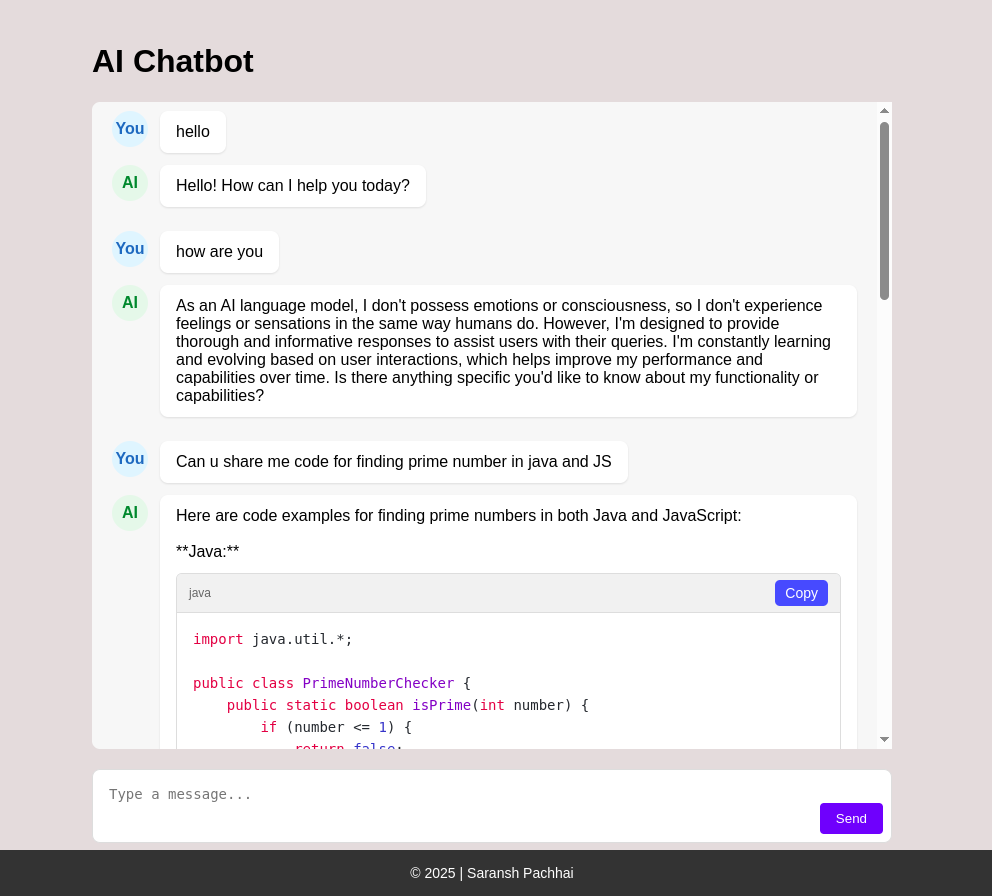 AI Chatbot
You
hello
AI
Hello! How can I help you today?
You
how are you
AI
As an AI language model, I don't possess emotions or consciousness, so I don't experience
feelings or sensations in the same way humans do. However, I'm designed to provide
thorough and informative responses to assist users with their queries. I'm constantly learning
and evolving based on user interactions, which helps improve my performance and
capabilities over time. Is there anything specific you'd like to know about my functionality or
capabilities?
You
Can u share me code for finding prime number in java and JS
AI
Here are code examples for finding prime numbers in both Java and JavaScript:
**Java:**
java
Copy
import java.util.*;
public class PrimeNumberChecker {
    public static boolean isPrime(int number) {
        if (number <= 1) {
            return false;
Type a message...
Send
© 2025 | Saransh Pachhai